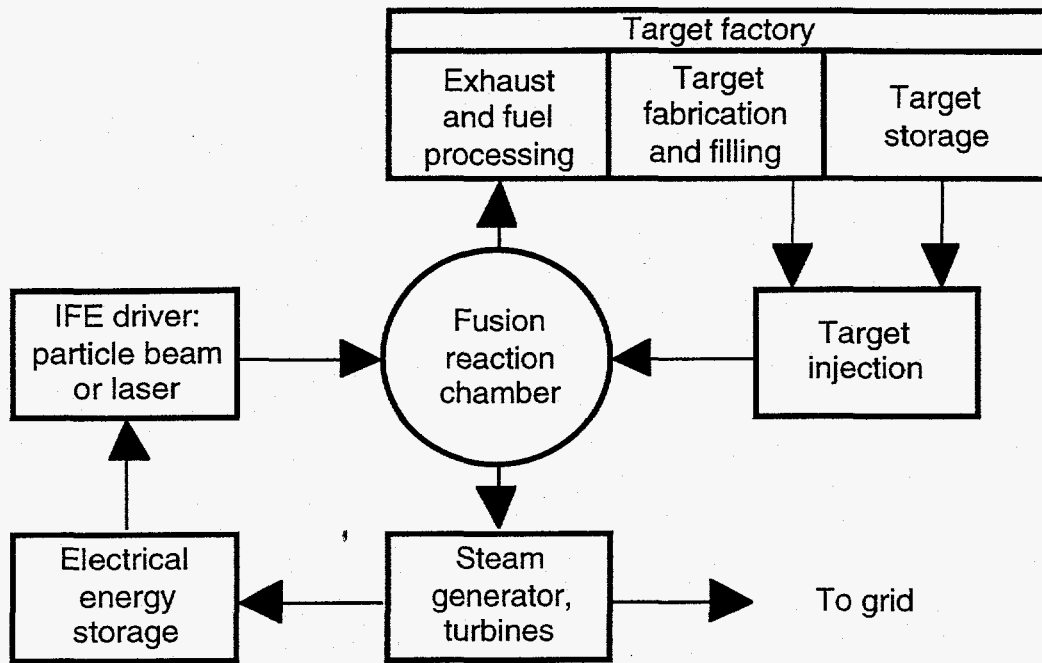 Target factory
Exhaust
and fuel
processing
Target
fabrication
and filling
Target
storage
IFE driver:
particle beam
or laser
Fusion
reaction
chamber
Target
injection
Electrical
energy
storage
Steam
generator,
turbines
To grid